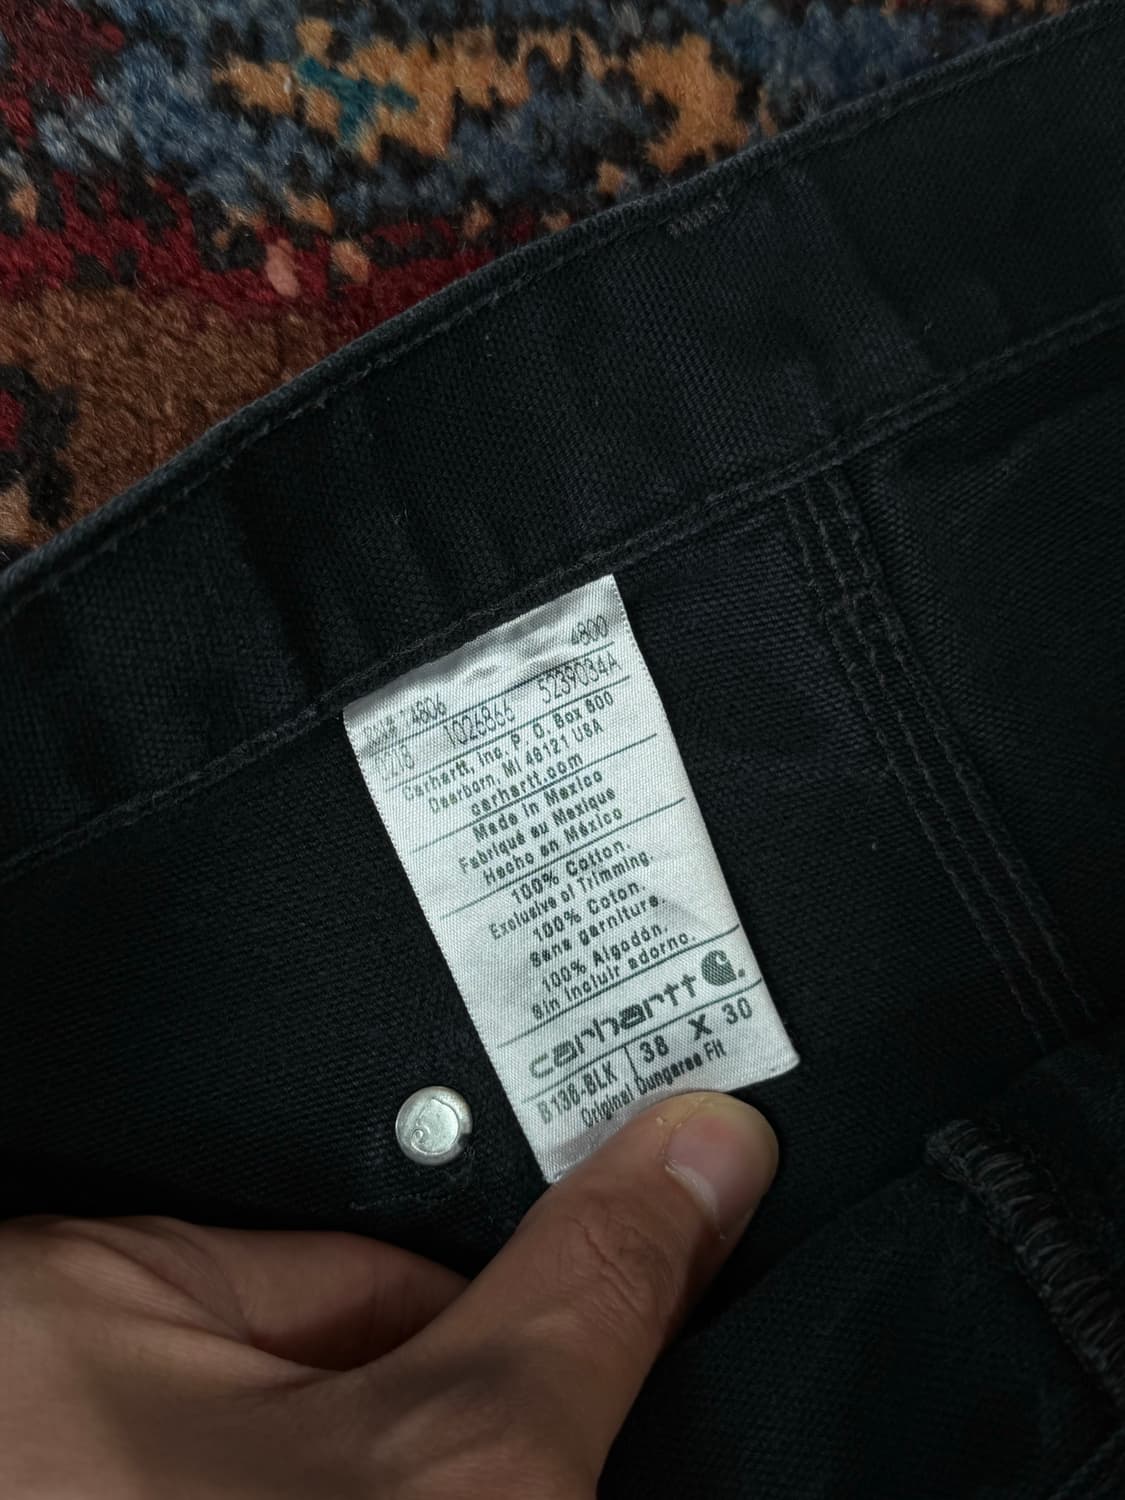 4800
4806
0218 1026866 5239034A
Carhartt, Inc, P. O. Box 600
Dearborn, MI 48121 USA
carhartt.com
Made in Mexico
Fabriqué au Mexique
Hecho en México
100% Cotton.
Exclusive of Trimming.
100% Coton.
Sans garniture.
100% Algodón.
Sin incluir adorno.
carhartt
B136-BLK 38 X 30
Original Dungaree Fit